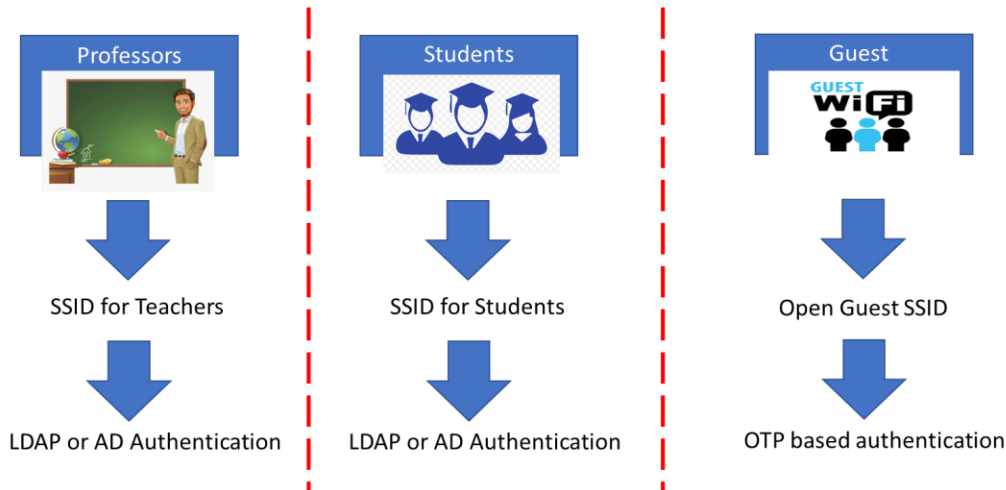 Professors
SSID for Teachers
LDAP or AD Authentication
Students
SSID for Students
LDAP or AD Authentication
Guest
GUEST
WiFi
Open Guest SSID
OTP based authentication